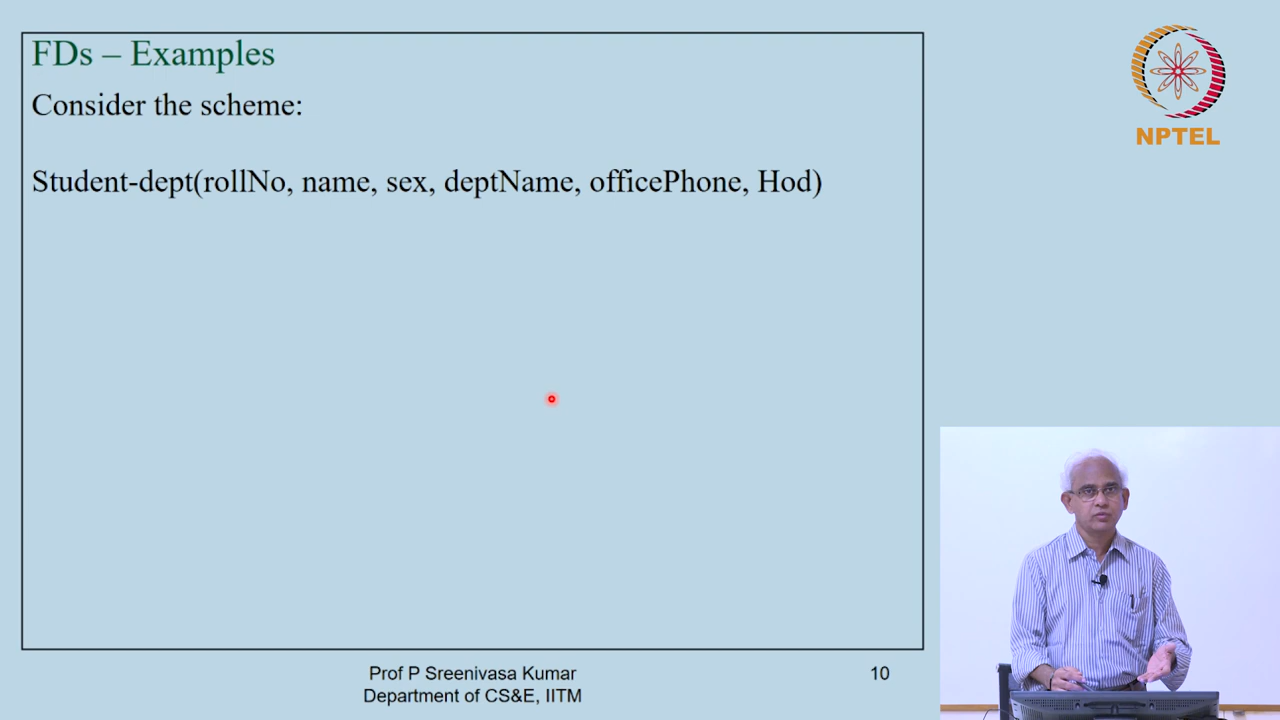 FDs – Examples
Consider the scheme:
Student-dept(rollNo, name, sex, deptName, officePhone, Hod)
NPTEL
Prof P Sreenivasa Kumar
Department of CS&E, IITM
10